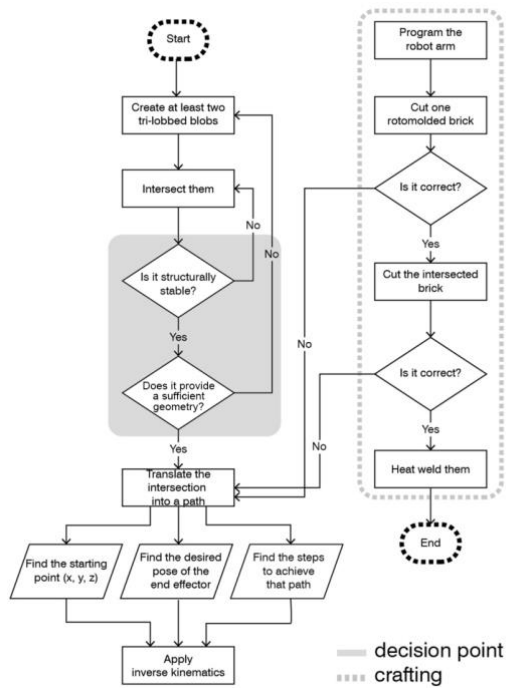 Start
Create at least two
tri-lobbed blobs
Intersect them
No
No
Is it structurally
stable?
Yes
Does it provide
a sufficient
geometry?
Yes
Translate the
intersection
into a path
Find the starting
point (x, y, z)
Find the desired
pose of the
end effector
Find the steps
to achieve
that path
Apply
inverse kinematics
Program the
robot arm
Cut one
rotomolded brick
Is it correct?
Yes
No
Cut the intersected
brick
Is it correct?
Yes
No
Heat weld them
End
decision point
crafting